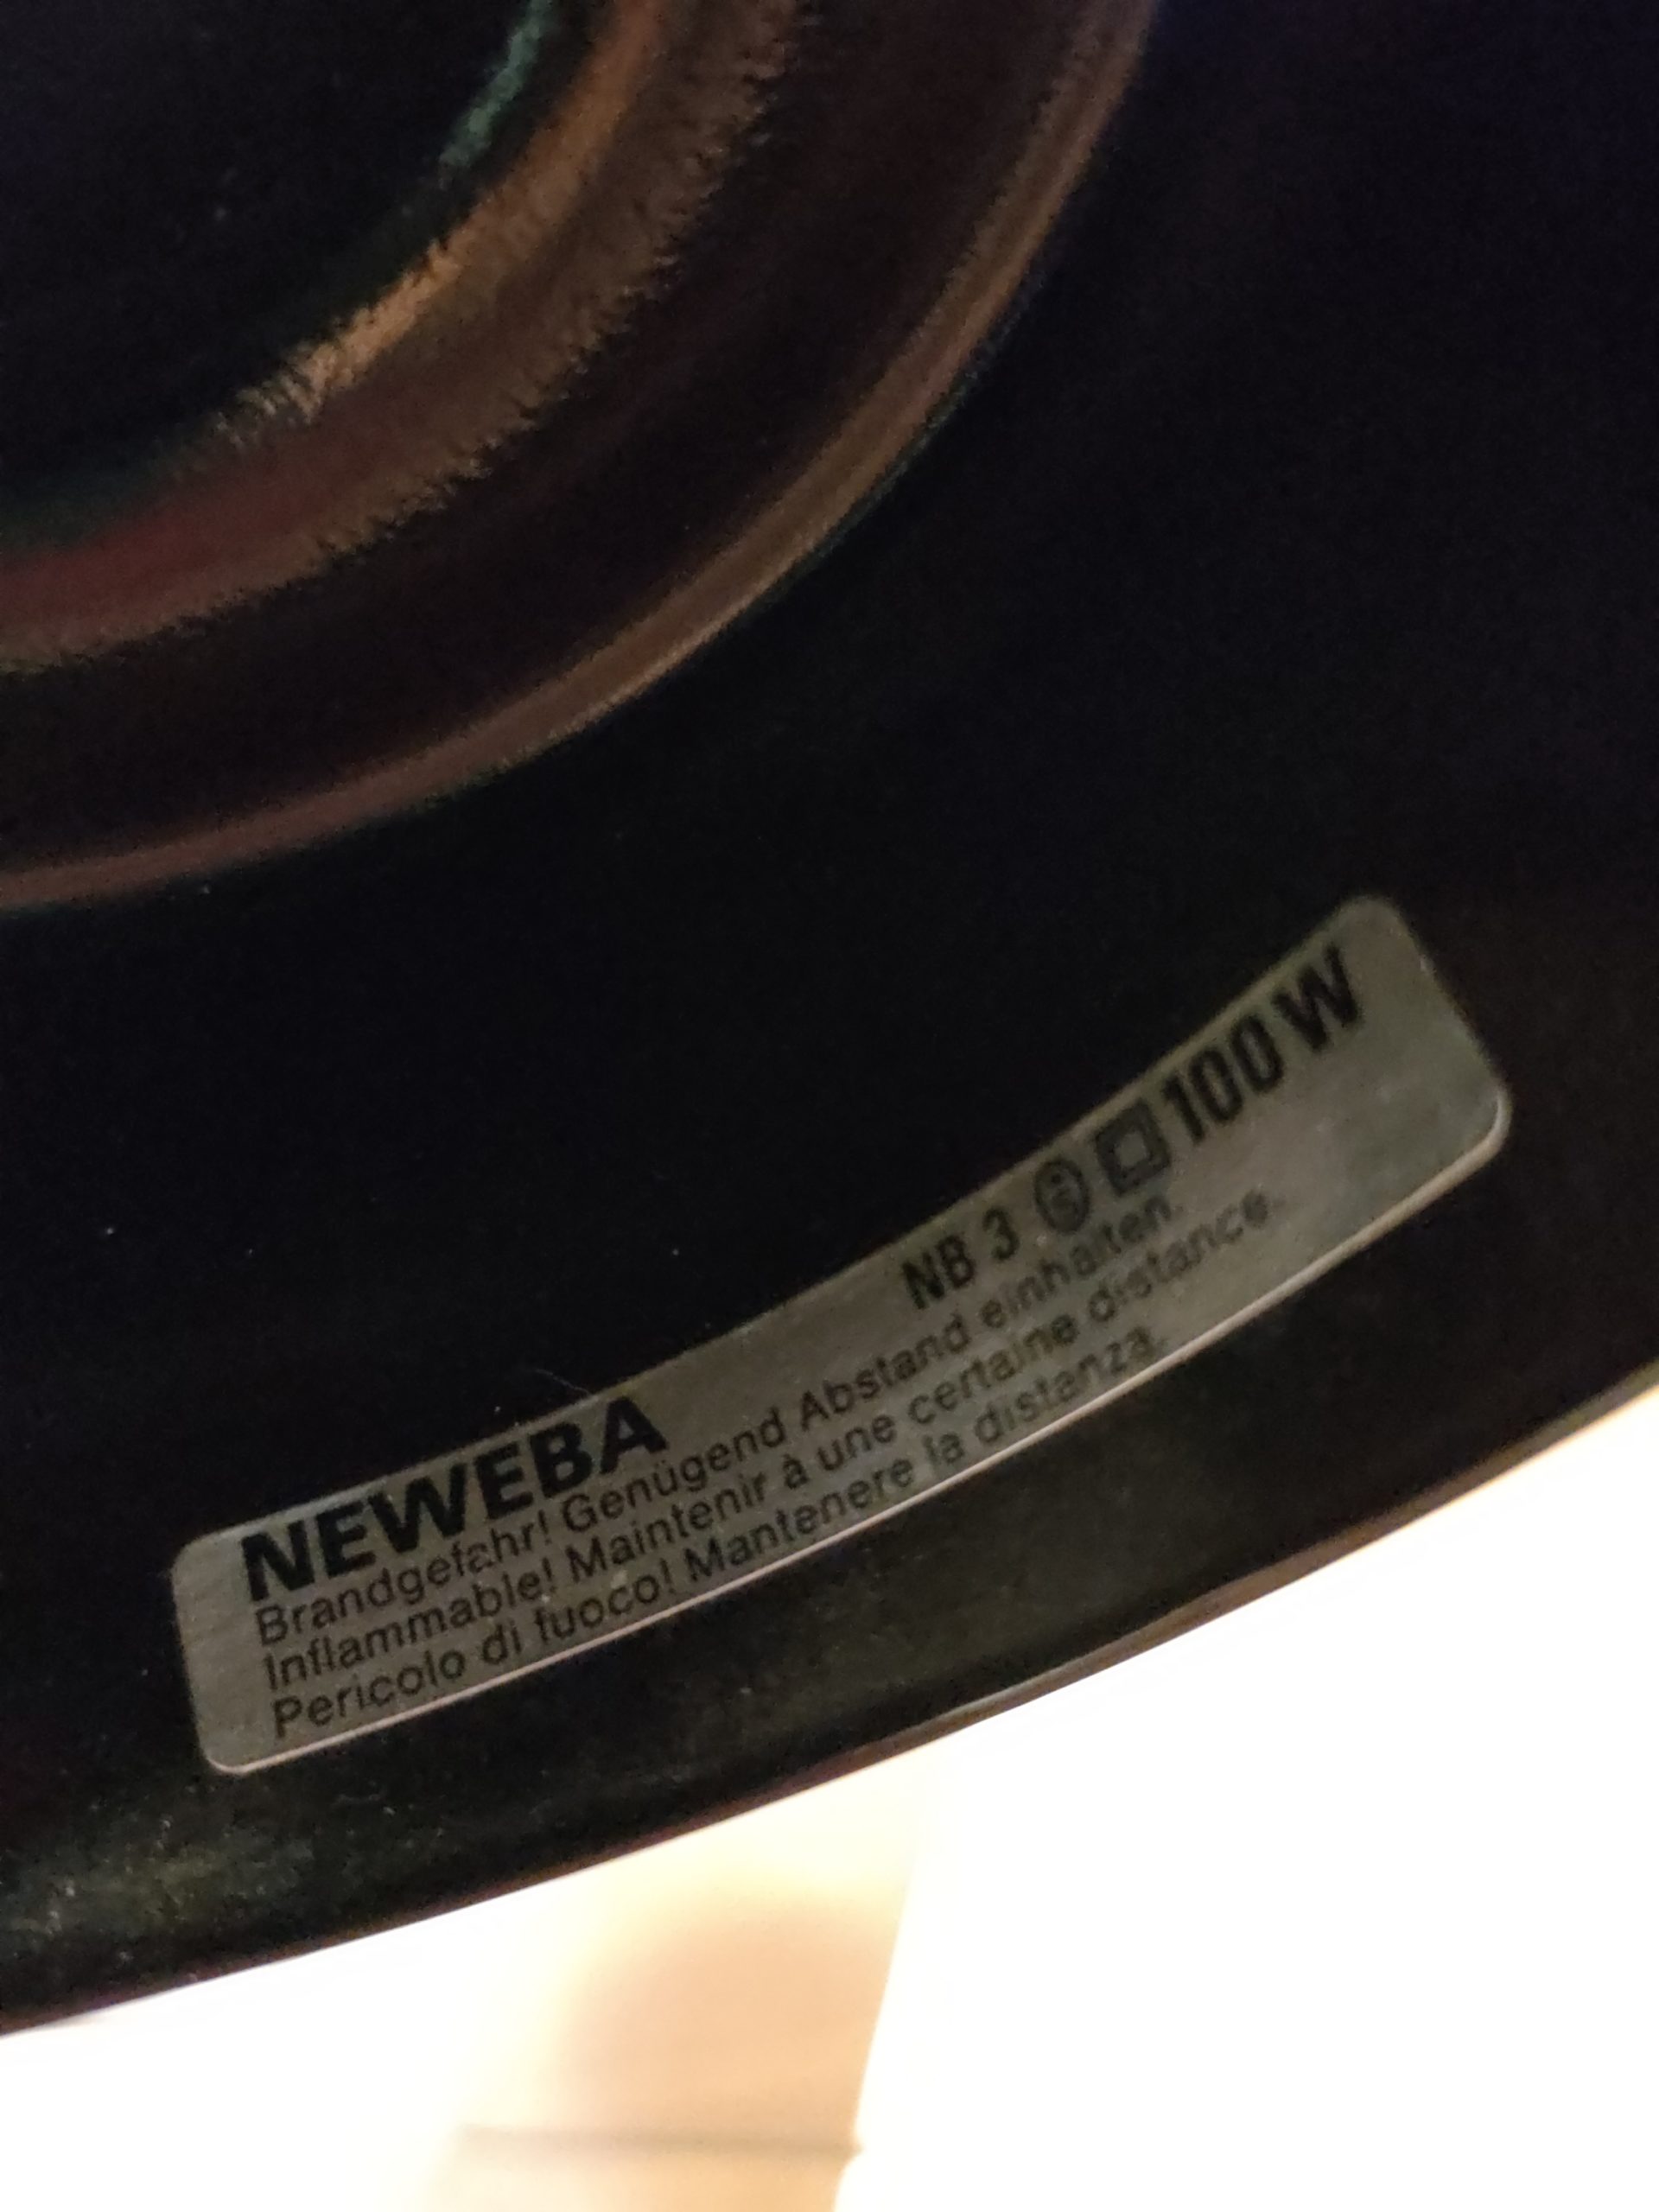 NEWEBA NB 3 100 W
Brandgefahr! Genügend Abstand einhalten.
Inflammable! Maintenir à une certaine distance.
Pericolo di fuoco! Mantenere la distanza.